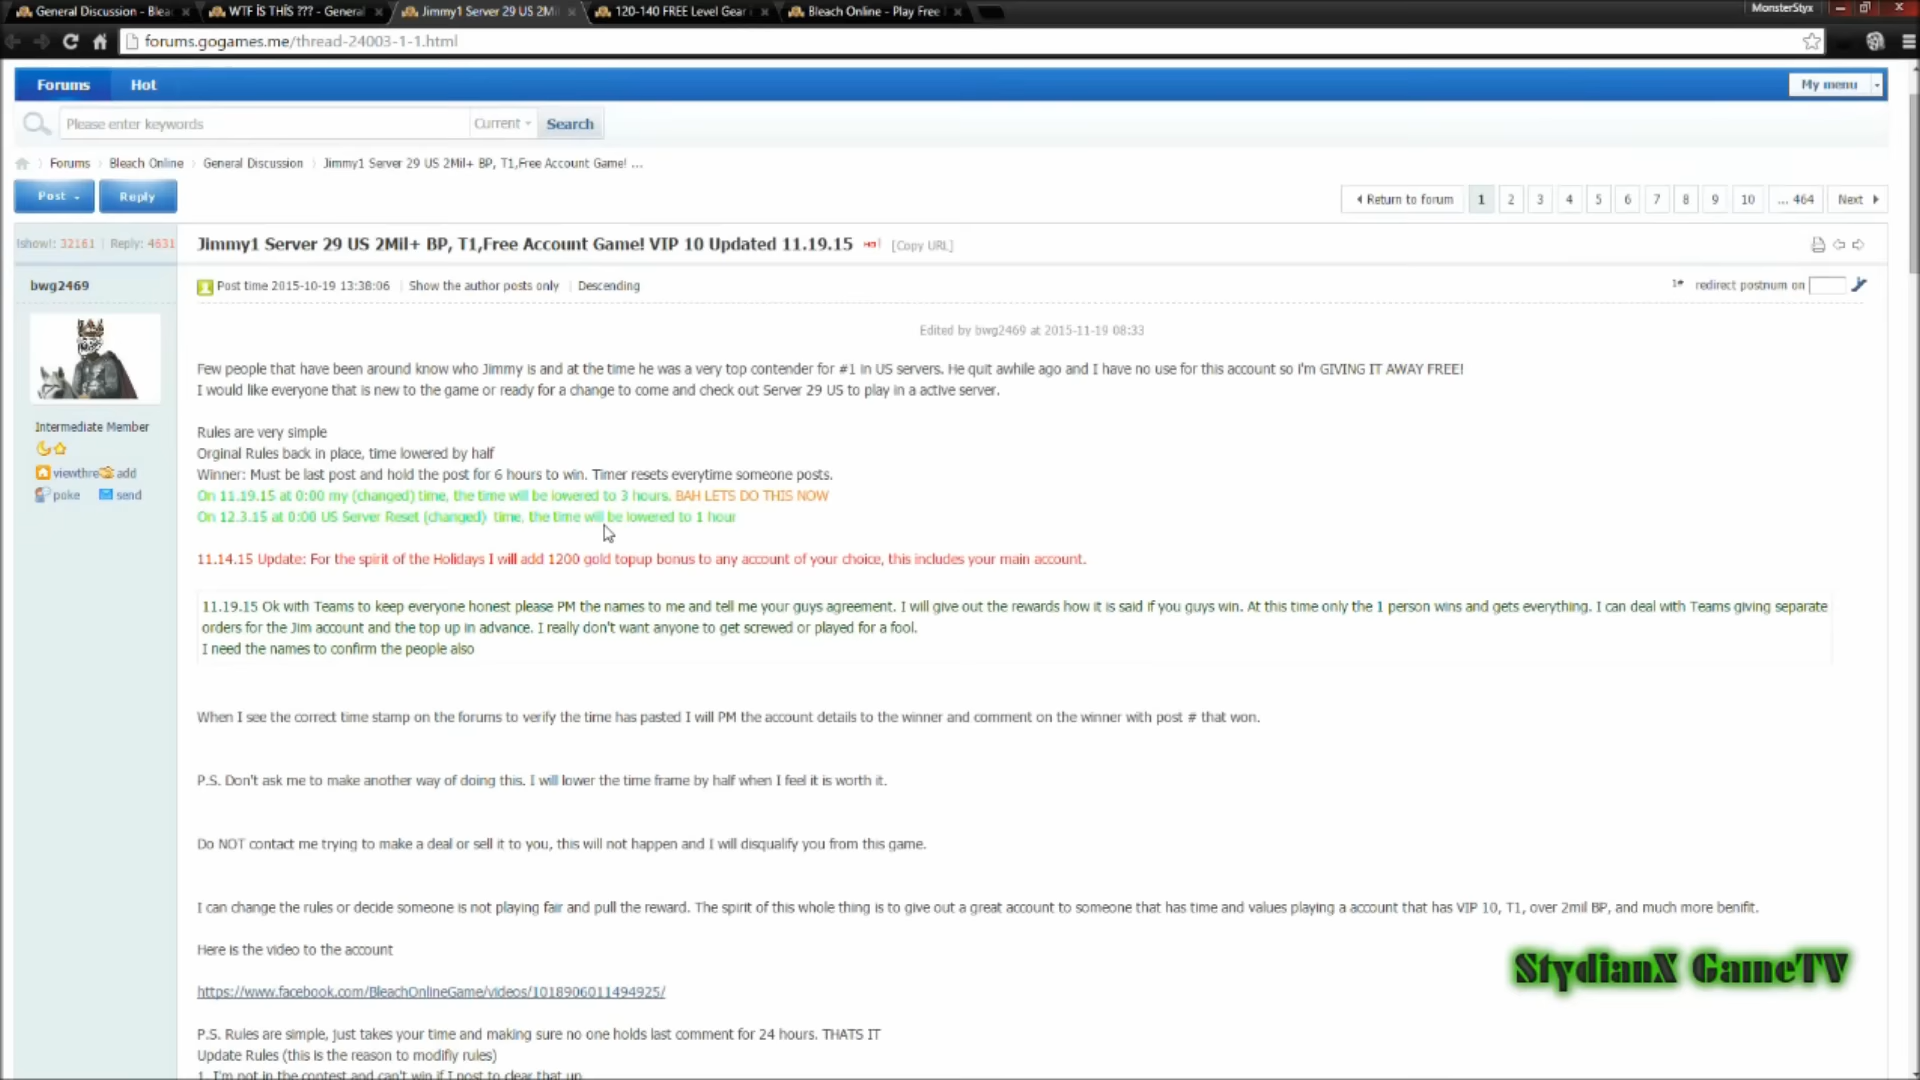 General Discussion - Blea
WTF İS THİS ??? - General
Jimmy1 Server 29 US 2Mi
120-140 FREE Level Gear
Bleach Online - Play Free
MonsterStyx
forums.gogames.me/thread-24003-1-1.html
Forums
Hot
My menu
Please enter keywords
Current
Search
Forums
Bleach Online
General Discussion
Jimmy1 Server 29 US 2Mil+ BP, T1,Free Account Game! ...
Post
Reply
Return to forum
1
2
3
4
5
6
7
8
9
10
... 464
Next
show!: 32161 | Reply: 4631
Jimmy1 Server 29 US 2Mil+ BP, T1,Free Account Game! VIP 10 Updated 11.19.15
[Copy URL]
bwg2469
Post time 2015-10-19 13:38:06 | Show the author posts only | Descending
1# redirect postnum on
Edited by bwg2469 at 2015-11-19 08:33
Few people that have been around know who Jimmy is and at the time he was a very top contender for #1 in US servers. He quit awhile ago and I have no use for this account so i'm GIVING IT AWAY FREE!
I would like everyone that is new to the game or ready for a change to come and check out Server 29 US to play in a active server.
Intermediate Member
viewthre
add
poke
send
Rules are very simple
Orginal Rules back in place, time lowered by half
Winner: Must be last post and hold the post for 6 hours to win. Timer resets everytime someone posts.
On 11.19.15 at 0:00 my (changed) time, the time will be lowered to 3 hours. BAH LETS DO THIS NOW
On 12.3.15 at 0:00 US Server Reset (changed) time, the time will be lowered to 1 hour
11.14.15 Update: For the spirit of the Holidays I will add 1200 gold topup bonus to any account of your choice, this includes your main account.
11.19.15 Ok with Teams to keep everyone honest please PM the names to me and tell me your guys agreement. I will give out the rewards how it is said if you guys win. At this time only the 1 person wins and gets everything. I can deal with Teams giving separate
orders for the Jim account and the top up in advance. I really don't want anyone to get screwed or played for a fool.
I need the names to confirm the people also
When I see the correct time stamp on the forums to verify the time has pasted I will PM the account details to the winner and comment on the winner with post # that won.
P.S. Don't ask me to make another way of doing this. I will lower the time frame by half when I feel it is worth it.
Do NOT contact me trying to make a deal or sell it to you, this will not happen and I will disqualify you from this game.
I can change the rules or decide someone is not playing fair and pull the reward. The spirit of this whole thing is to give out a great account to someone that has time and values playing a account that has VIP 10, T1, over 2mil BP, and much more benifit.
Here is the video to the account
StydianX GameTV
https://www.facebook.com/BleachOnlineGame/videos/1018906011494925/
P.S. Rules are simple, just takes your time and making sure no one holds last comment for 24 hours. THATS IT
Update Rules (this is the reason to modifiy rules)
1. I'm not in the contest and can't win if I post to clear that up.